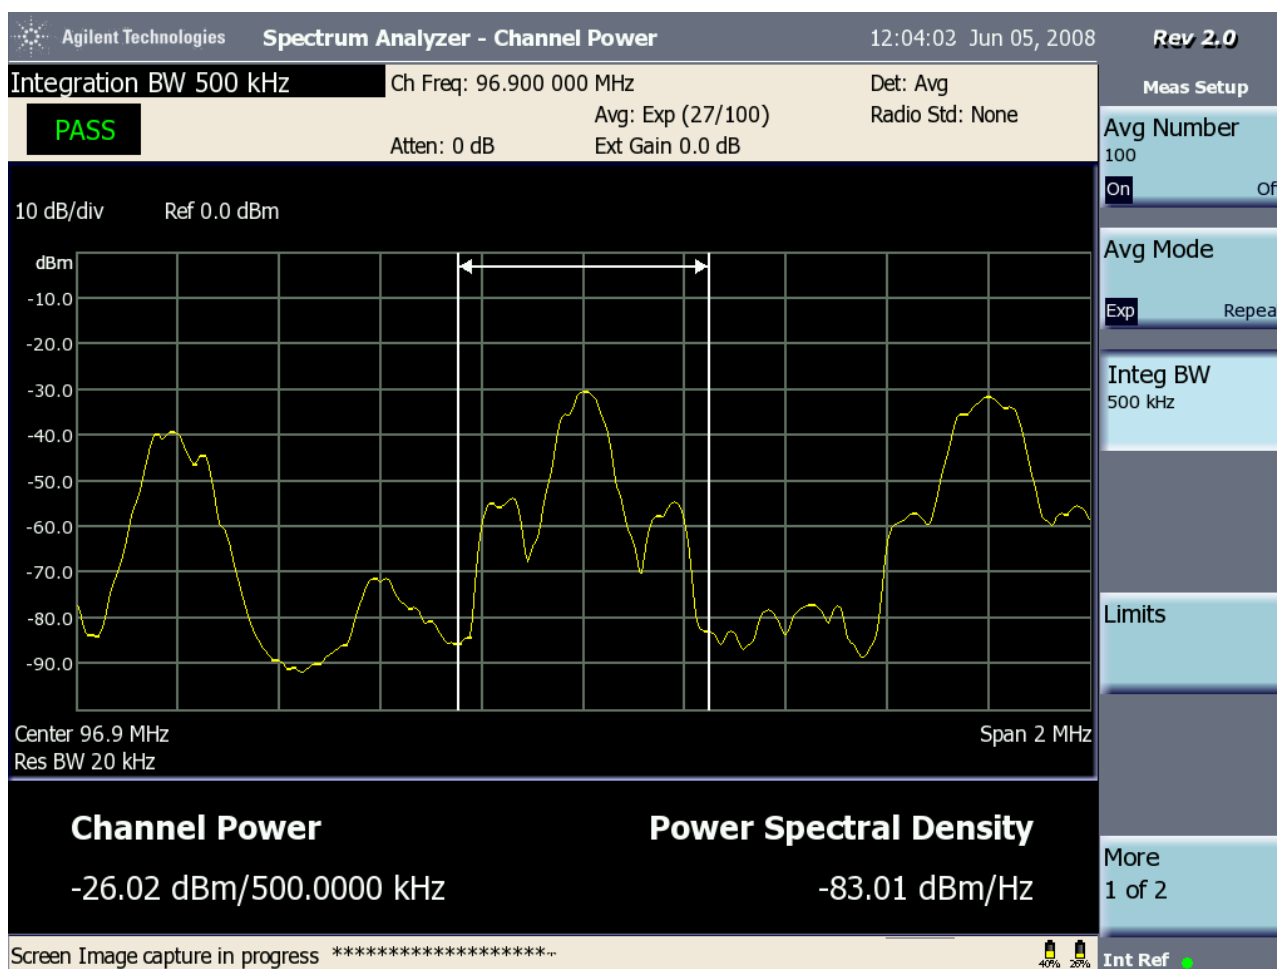 Agilent Technologies Spectrum Analyzer - Channel Power 12:04:03 Jun 05, 2008 Rev 2.0
Integration BW 500 kHz Ch Freq: 96.900 000 MHz Det: Avg
PASS Avg: Exp (27/100) Radio Std: None
Atten: 0 dB Ext Gain 0.0 dB
10 dB/div Ref 0.0 dBm
dBm
-10.0
-20.0
-30.0
-40.0
-50.0
-60.0
-70.0
-80.0
-90.0
Center 96.9 MHz Span 2 MHz
Res BW 20 kHz
Channel Power Power Spectral Density
-26.02 dBm/500.0000 kHz -83.01 dBm/Hz
Screen Image capture in progress 40% 26%
Meas Setup
Avg Number
100
On Of
Avg Mode
Exp Repea
Integ BW
500 kHz
Limits
More
1 of 2
Int Ref